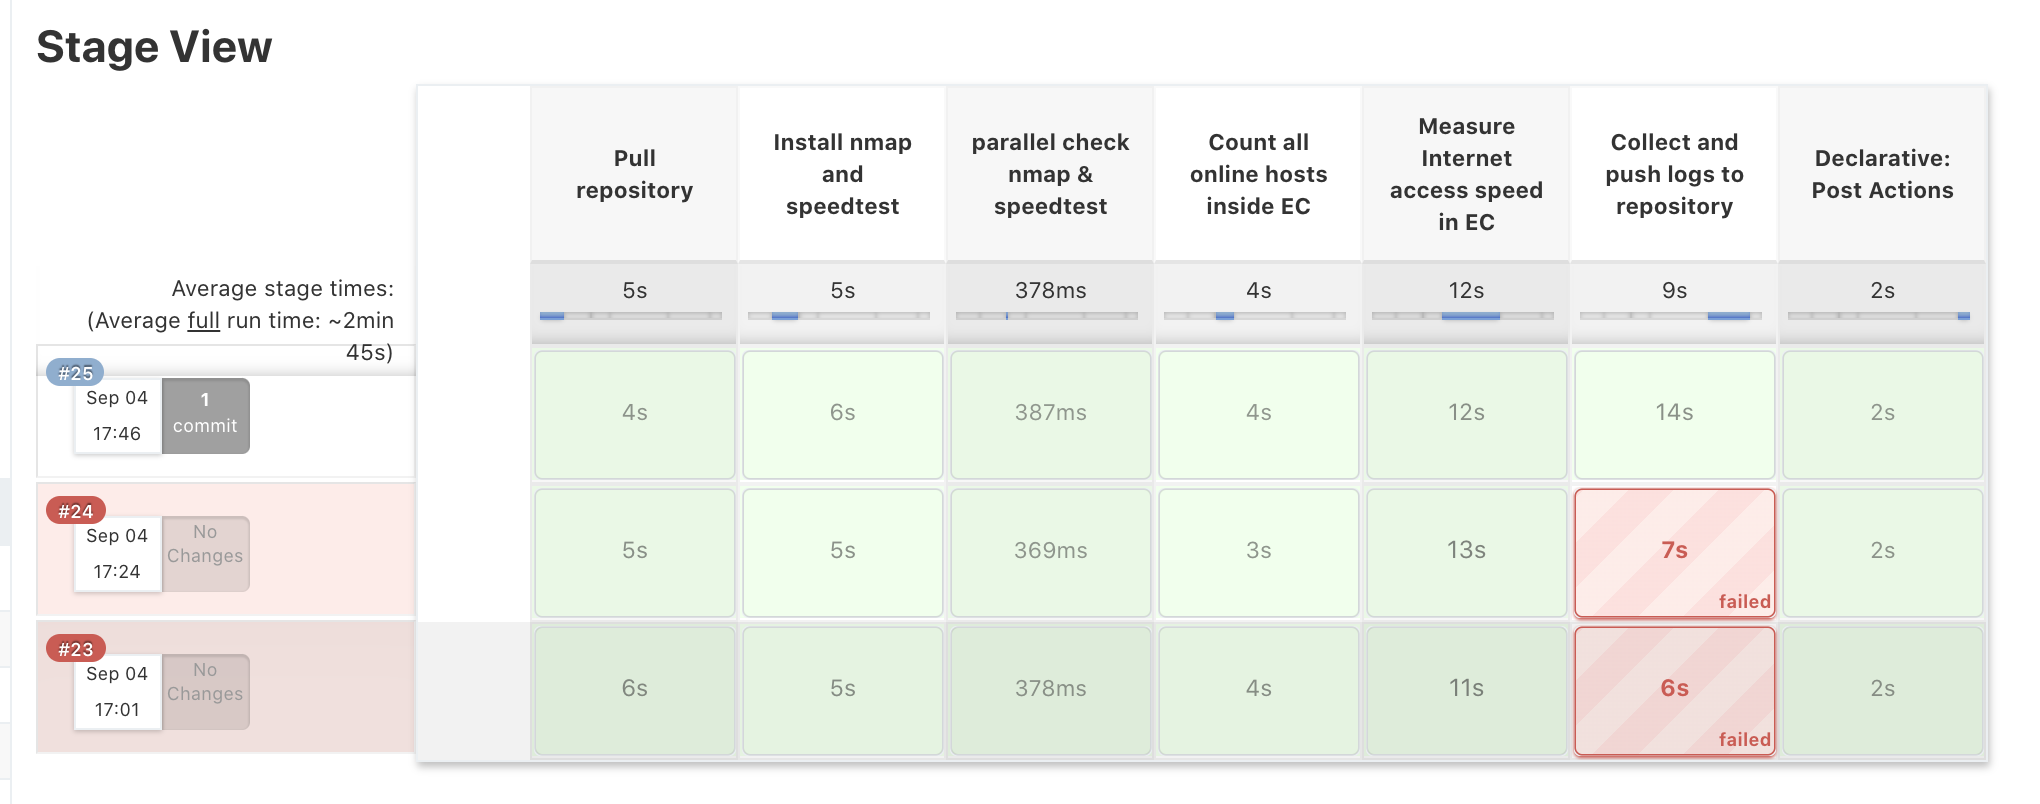 Stage View
Pull
repository
Install nmap
and
speedtest
parallel check
nmap &
speedtest
Count all
online hosts
inside EC
Measure
Internet
access speed
in EC
Collect and
push logs to
repository
Declarative:
Post Actions
Average stage times:
(Average full run time: ~2min
45s)
5s
5s
378ms
4s
12s
9s
2s
#25
Sep 04
17:46
1
commit
4s
6s
387ms
4s
12s
14s
2s
#24
Sep 04
17:24
No
Changes
5s
5s
369ms
3s
13s
7s
failed
2s
#23
Sep 04
17:01
No
Changes
6s
5s
378ms
4s
11s
6s
failed
2s